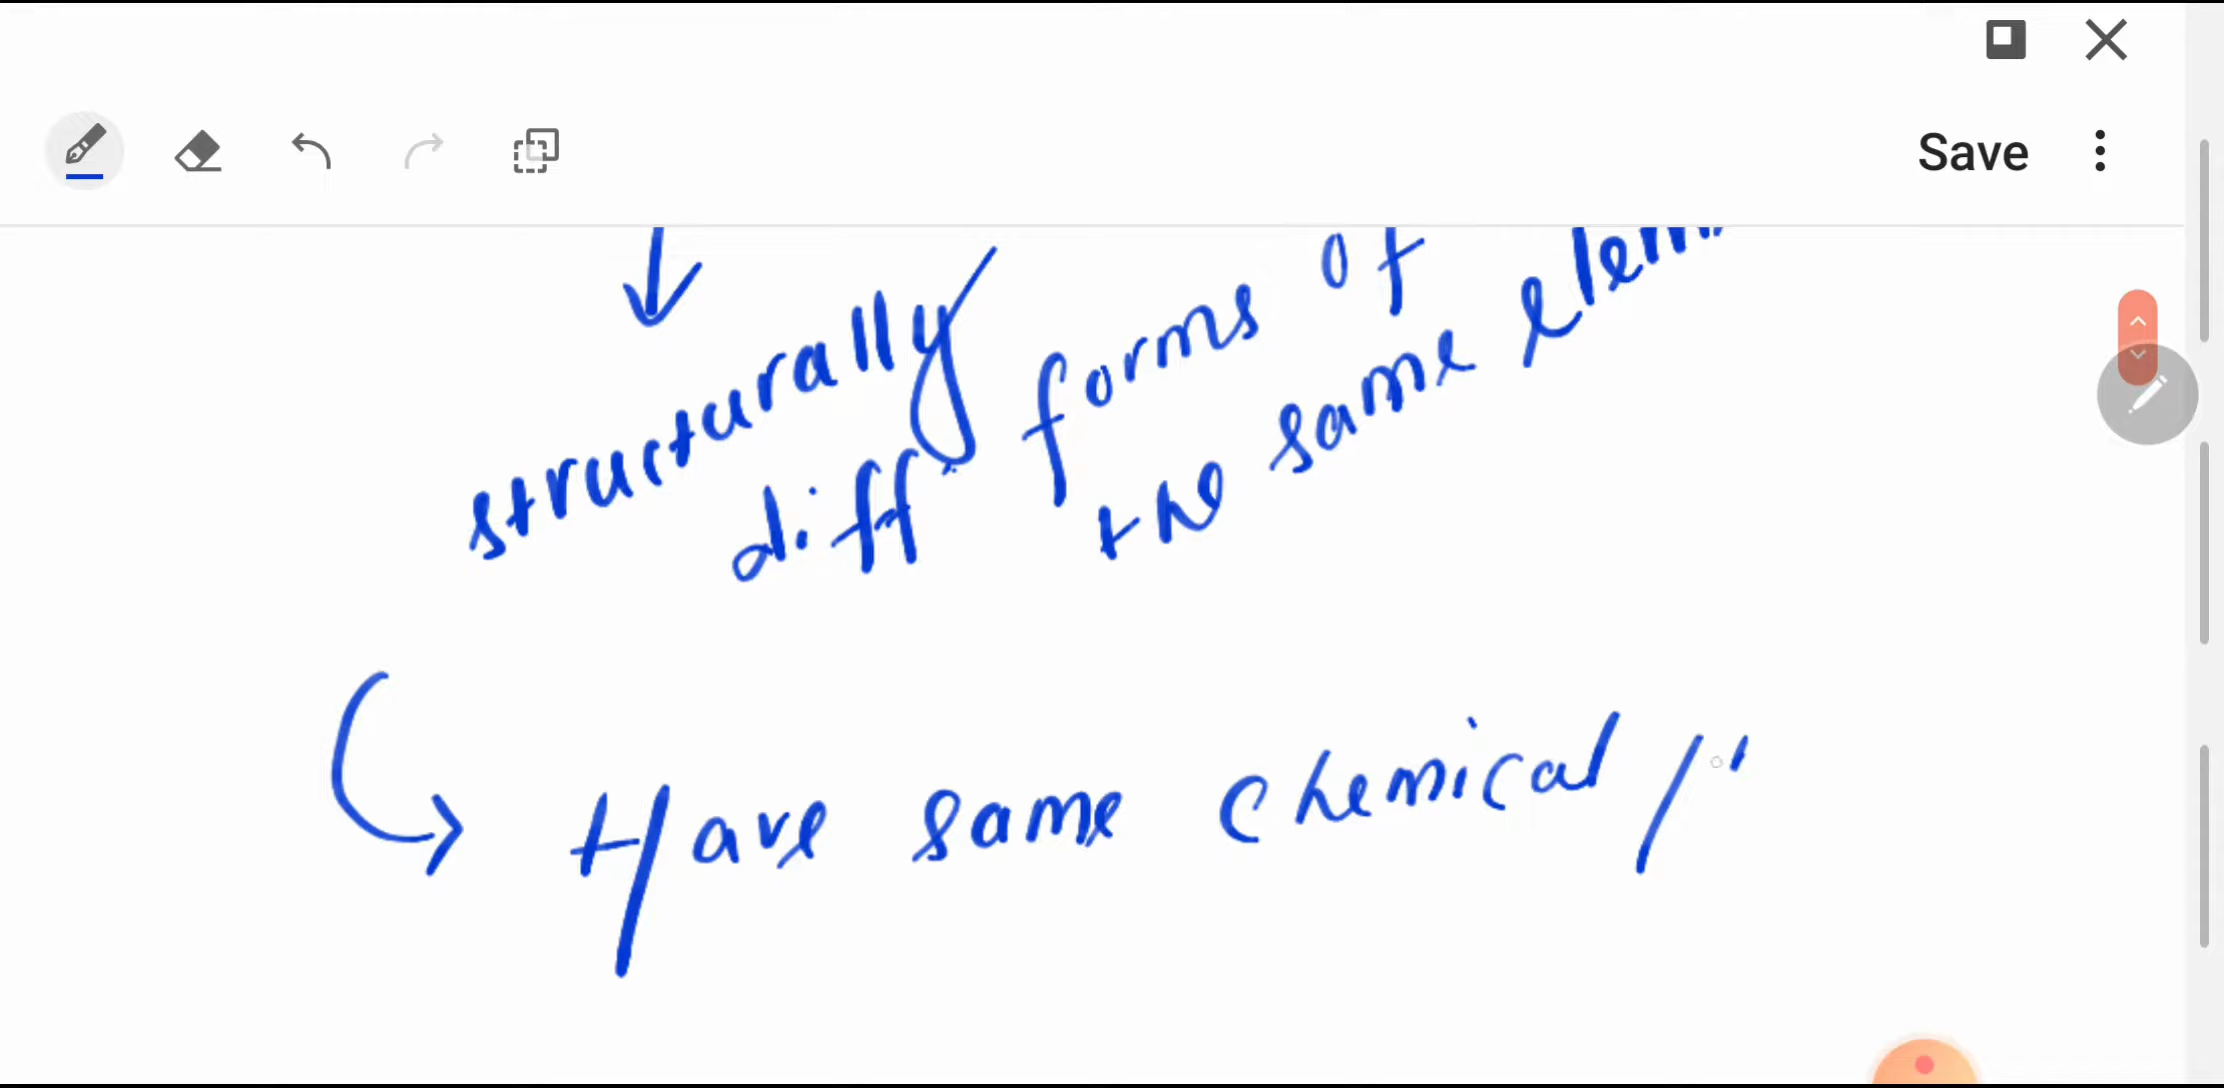 Save
structurally
diff. forms of
the same
Have same chemical